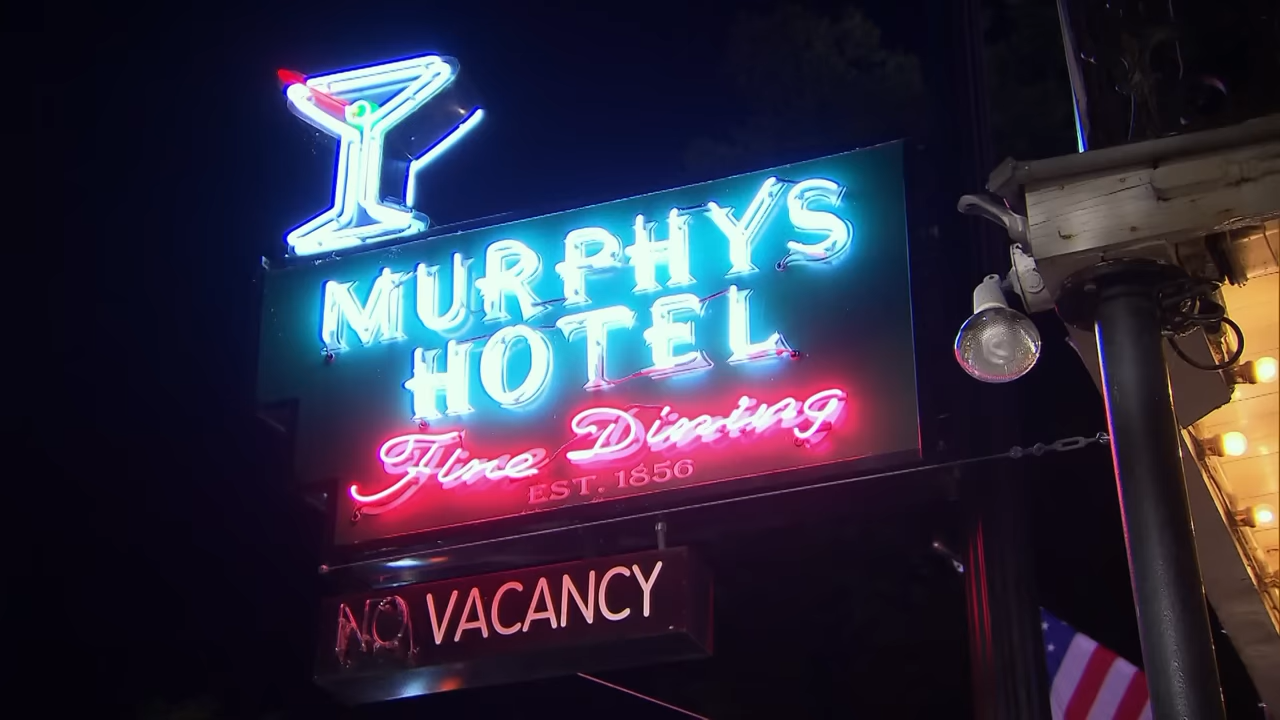 MURPHYS
HOTEL
Fine Dining
EST. 1856
NO VACANCY